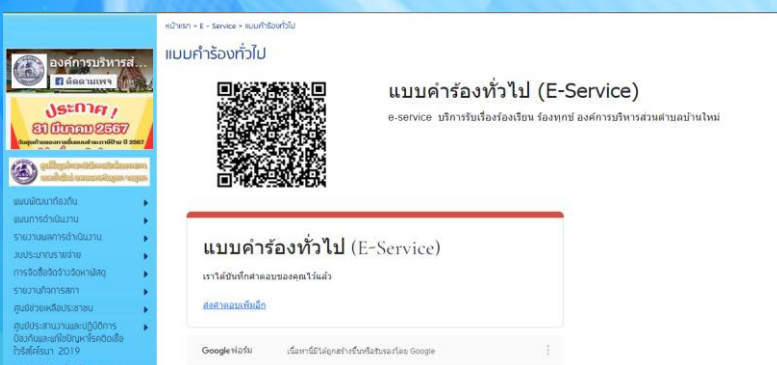 หน้าแรก > E - Service > แบบคำร้องทั่วไป
แบบคำร้องทั่วไป
องค์การบริหารส่...
ติดตามเพจ
ประกาศ !
31 มีนาคม 2567
แบบคำร้องทั่วไป (E-Service)
e-service บริการรับเรื่องร้องเรียน ร้องทุกข์ องค์การบริหารส่วนตำบลบ้านใหม่
แผนพัฒนาท้องถิ่น
แผนการดำเนินงาน
รายงานผลการดำเนินงาน
งบประมาณรายจ่าย
การจัดซื้อจัดจ้างจัดหาพัสดุ
รายงานกิจการสภา
ศูนย์ช่วยเหลือประชาชน
ศูนย์ประสานงานและปฏิบัติการ
ป้องกันและแก้ไขปัญหาโรคติดเชื้อ
ไวรัสโคโรนา 2019
แบบคำร้องทั่วไป (E-Service)
เราได้บันทึกคำตอบของคุณไว้แล้ว
ส่งคำตอบเพิ่มอีก
Google ฟอร์ม
เนื้อหานี้มิได้ถูกสร้างขึ้นหรือรับรองโดย Google